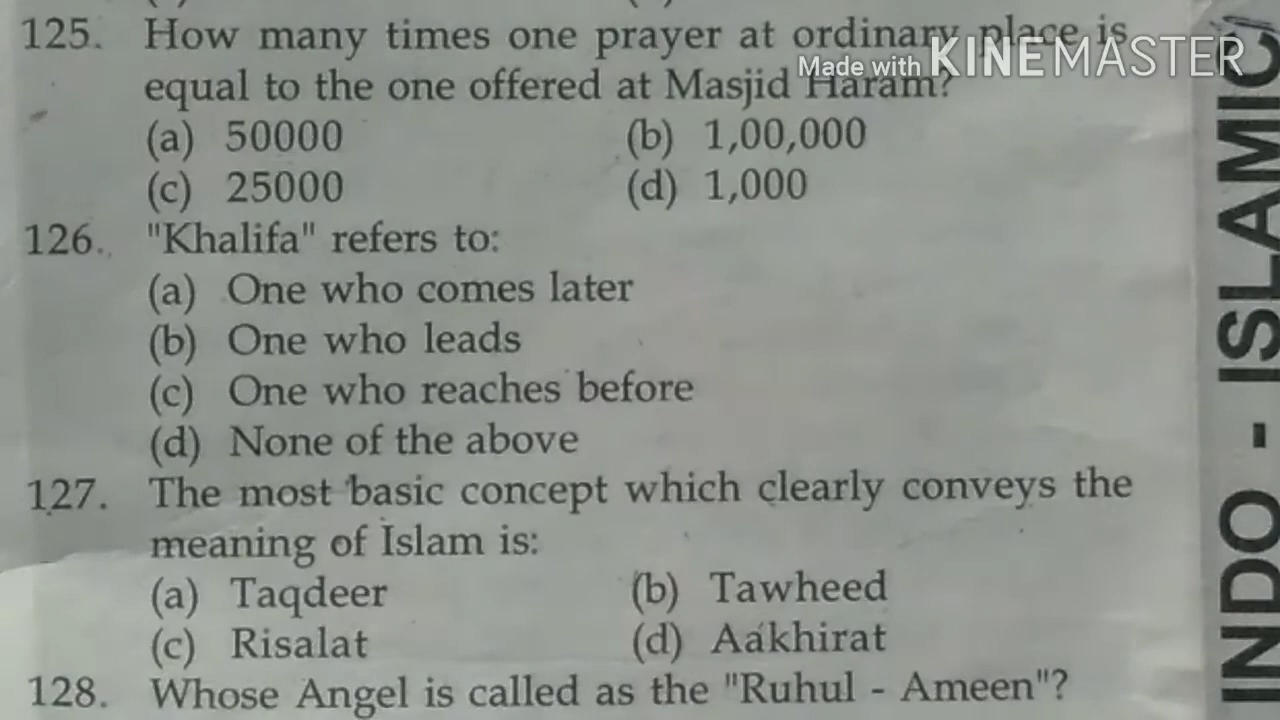 125. How many times one prayer at ordinary place is
equal to the one offered at Masjid Haram?
(a) 50000 (b) 1,00,000
(c) 25000 (d) 1,000
126. "Khalifa" refers to:
(a) One who comes later
(b) One who leads
(c) One who reaches before
(d) None of the above
127. The most basic concept which clearly conveys the
meaning of Islam is:
(a) Taqdeer (b) Tawheed
(c) Risalat (d) Aakhirat
128. Whose Angel is called as the "Ruhul - Ameen"?
Made with KINEMASTER
INDO - ISLAMIC